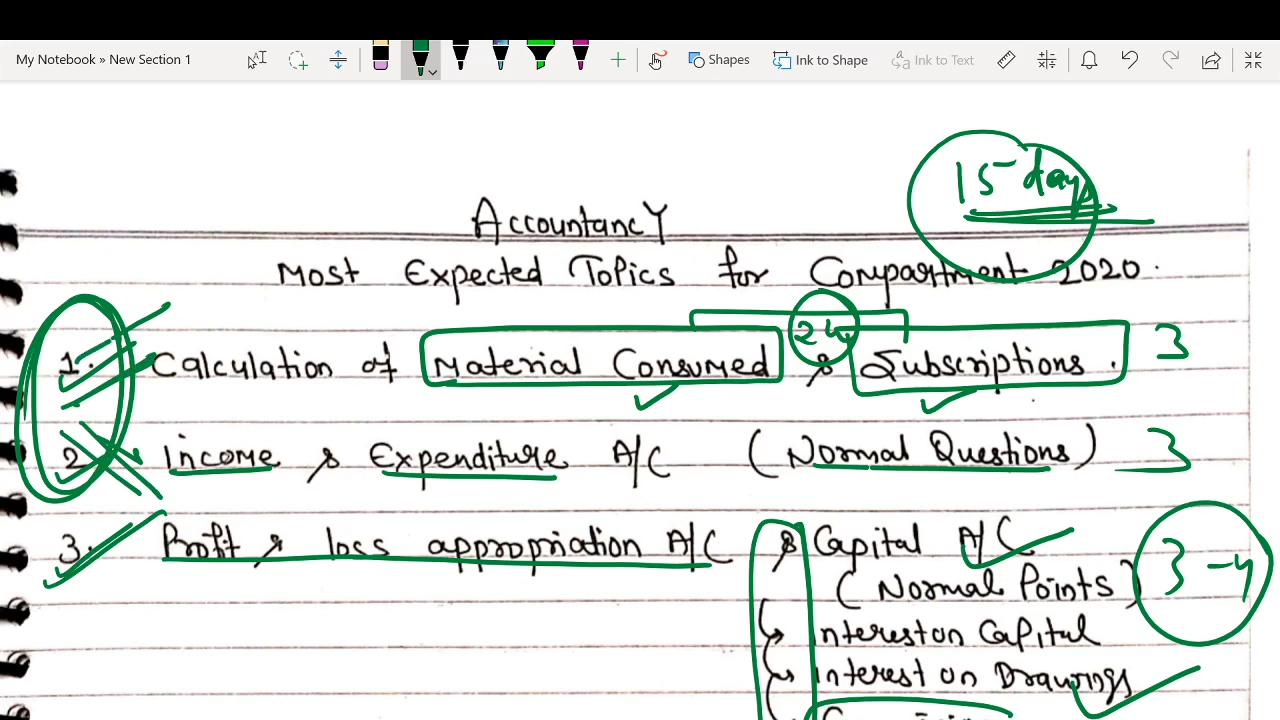 My Notebook » New Section 1
Shapes
Ink to Shape
Ink to Text
15 days
Accountancy
Most Expected Topics for Compartment 2020.
1. Calculation of Material Consumed & Subscriptions. 3
2. Income & Expenditure A/C (Normal Questions) 3
3. Profit & loss appropriation A/C & Capital A/C
(Normal Points) 3-4
Interest on Capital
Interest on Drawings